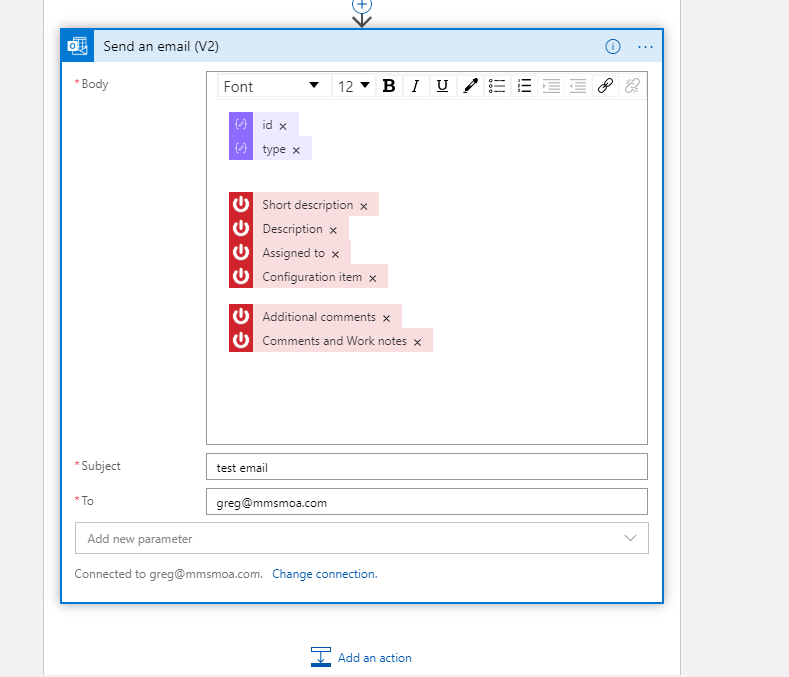 Send an email (V2)
* Body
Font 12 B I U
id ×
type ×
Short description ×
Description ×
Assigned to ×
Configuration item ×
Additional comments ×
Comments and Work notes ×
* Subject
test email
* To
greg@mmsmoa.com
Add new parameter
Connected to greg@mmsmoa.com. Change connection.
Add an action